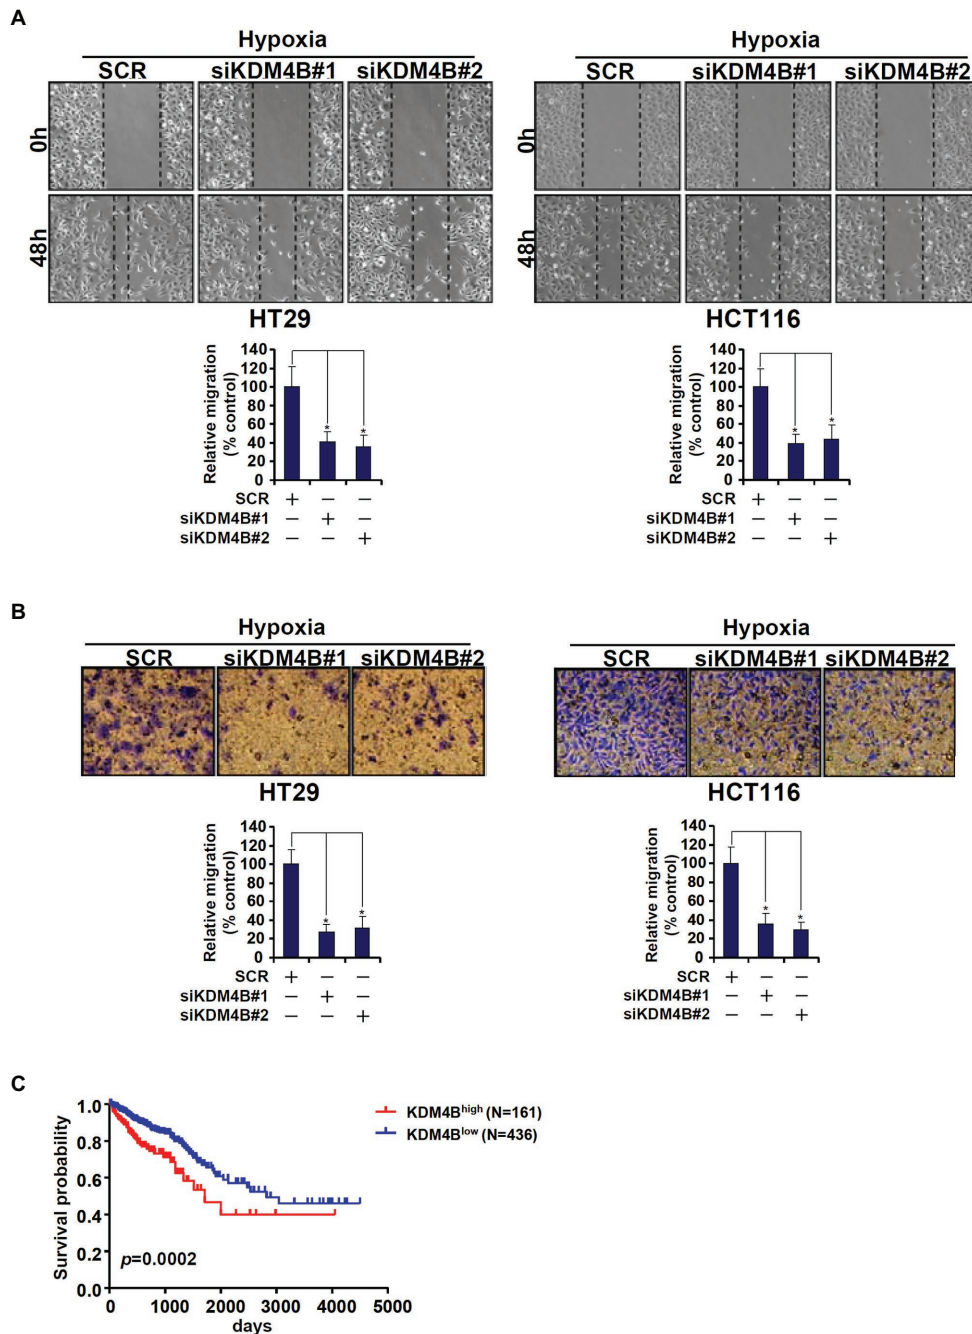 A
Hypoxia
SCR siKDM4B#1 siKDM4B#2
0h
48h
HT29
Relative migration
(% control)
140
120
100
80
60
40
20
0
* *
SCR + – –
siKDM4B#1 – + –
siKDM4B#2 – – +
Hypoxia
SCR siKDM4B#1 siKDM4B#2
0h
48h
HCT116
Relative migration
(% control)
140
120
100
80
60
40
20
0
* *
SCR + – –
siKDM4B#1 – + –
siKDM4B#2 – – +
B
Hypoxia
SCR siKDM4B#1 siKDM4B#2
HT29
Relative migration
(% control)
140
120
100
80
60
40
20
0
* *
SCR + – –
siKDM4B#1 – + –
siKDM4B#2 – – +
Hypoxia
SCR siKDM4B#1 siKDM4B#2
HCT116
Relative migration
(% control)
140
120
100
80
60
40
20
0
* *
SCR + – –
siKDM4B#1 – + –
siKDM4B#2 – – +
C
Survival probability
1.0
0.8
0.6
0.4
0.2
0.0
p=0.0002
0 1000 2000 3000 4000 5000
days
KDM4Bhigh (N=161)
KDM4Blow (N=436)